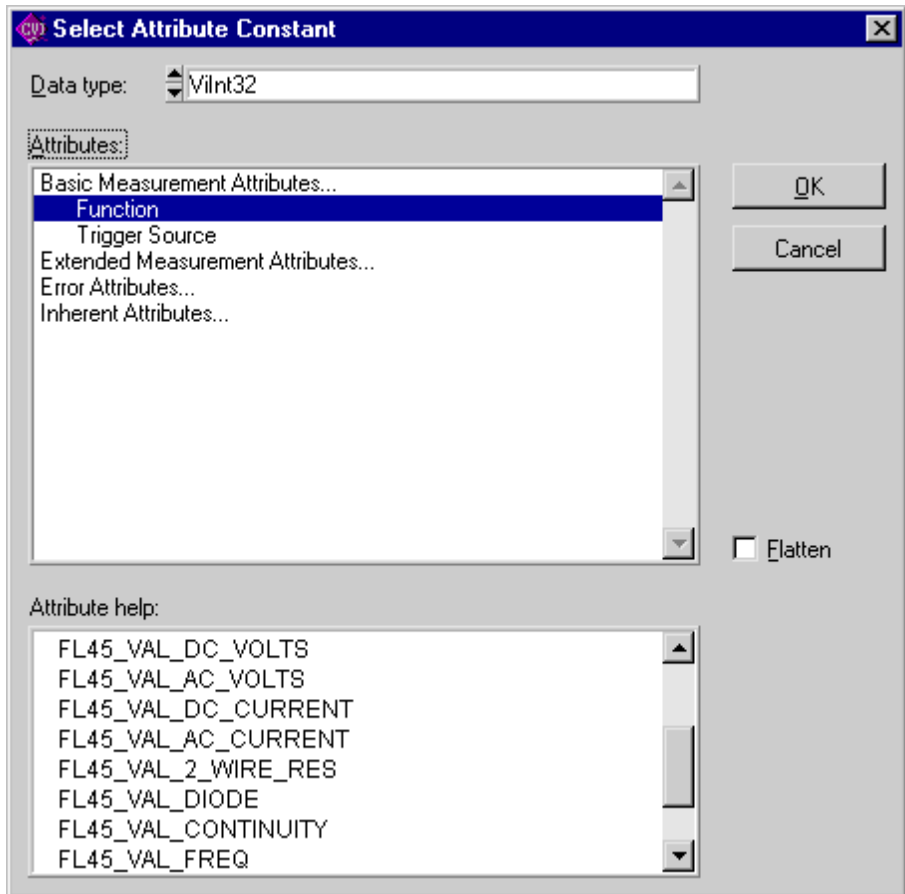 CVI Select Attribute Constant
Data type: ViInt32
Attributes:
Basic Measurement Attributes...
Function
Trigger Source
Extended Measurement Attributes...
Error Attributes...
Inherent Attributes...
OK
Cancel
Flatten
Attribute help:
FL45_VAL_DC_VOLTS
FL45_VAL_AC_VOLTS
FL45_VAL_DC_CURRENT
FL45_VAL_AC_CURRENT
FL45_VAL_2_WIRE_RES
FL45_VAL_DIODE
FL45_VAL_CONTINUITY
FL45_VAL_FREQ